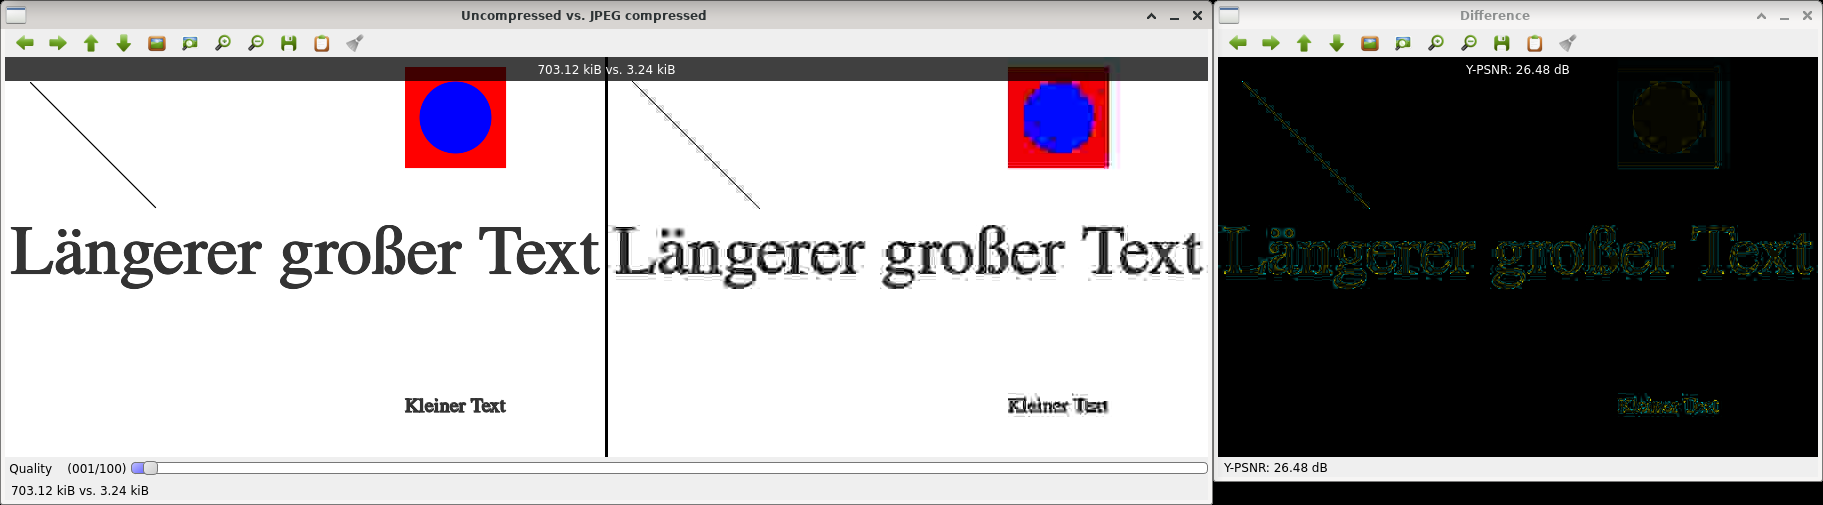 Uncompressed vs. JPEG compressed
703.12 kiB vs. 3.24 kiB
Längerer großer Text
Längerer großer Text
Kleiner Text
Kleiner Text
Quality (001/100)
703.12 kiB vs. 3.24 kiB
Difference
Y-PSNR: 26.48 dB
Längerer großer Text
Kleiner Text
Y-PSNR: 26.48 dB